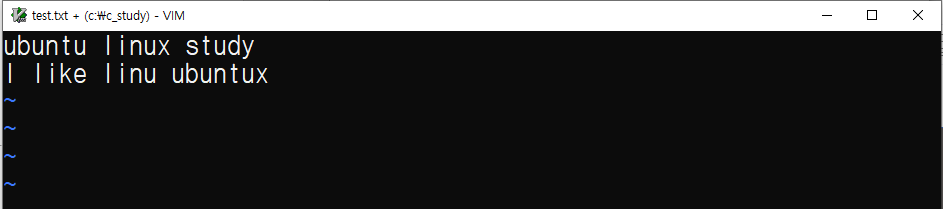 test.txt + (c:₩c_study) - VIM
ubuntu linux study
I like linu ubuntux
~
~
~
~